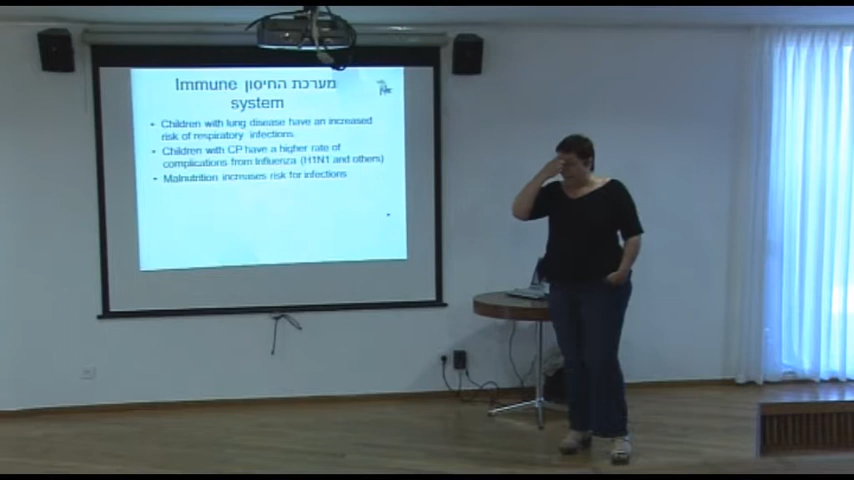 Immune מערכת החיסון
system
• Children with lung disease have an increased
risk of respiratory infections.
• Children with CP have a higher rate of
complications from Influenza (H1N1 and others)
• Malnutrition increases risk for infections